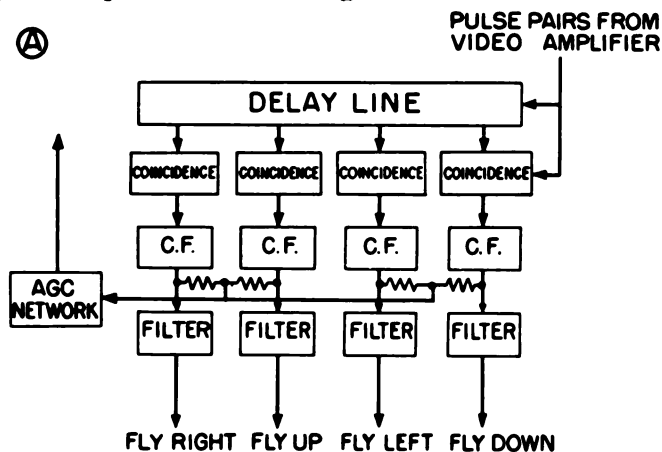 Ⓐ
PULSE PAIRS FROM
VIDEO AMPLIFIER
DELAY LINE
COINCIDENCE COINCIDENCE COINCIDENCE COINCIDENCE
C.F. C.F. C.F. C.F.
AGC
NETWORK
FILTER FILTER FILTER FILTER
FLY RIGHT FLY UP FLY LEFT FLY DOWN